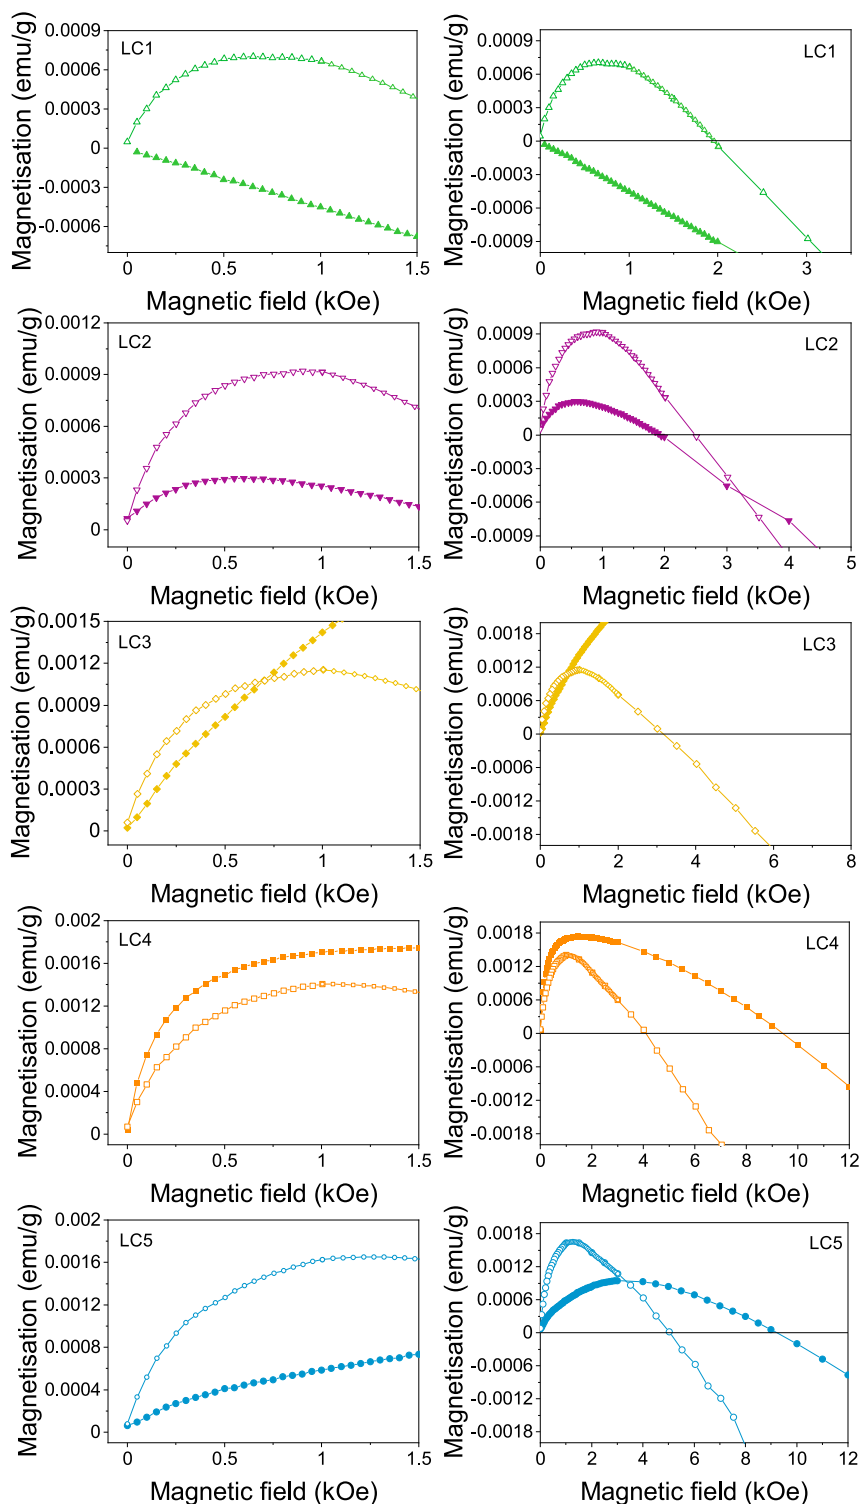 LC1
Magnetisation (emu/g)
0.0009
0.0006
0.0003
0
-0.0003
-0.0006
0 0.5 1 1.5
Magnetic field (kOe)
LC1
Magnetisation (emu/g)
0.0009
0.0006
0.0003
0
-0.0003
-0.0006
-0.0009
0 1 2 3
Magnetic field (kOe)
LC2
Magnetisation (emu/g)
0.0012
0.0009
0.0006
0.0003
0
0 0.5 1 1.5
Magnetic field (kOe)
LC2
Magnetisation (emu/g)
0.0009
0.0006
0.0003
0
-0.0003
-0.0006
-0.0009
0 1 2 3 4 5
Magnetic field (kOe)
LC3
Magnetisation (emu/g)
0.0015
0.0012
0.0009
0.0006
0.0003
0
0 0.5 1 1.5
Magnetic field (kOe)
LC3
Magnetisation (emu/g)
0.0018
0.0012
0.0006
0
-0.0006
-0.0012
-0.0018
0 2 4 6 8
Magnetic field (kOe)
LC4
Magnetisation (emu/g)
0.002
0.0016
0.0012
0.0008
0.0004
0
0 0.5 1 1.5
Magnetic field (kOe)
LC4
Magnetisation (emu/g)
0.0018
0.0012
0.0006
0
-0.0006
-0.0012
-0.0018
0 2 4 6 8 10 12
Magnetic field (kOe)
LC5
Magnetisation (emu/g)
0.002
0.0016
0.0012
0.0008
0.0004
0
0 0.5 1 1.5
Magnetic field (kOe)
LC5
Magnetisation (emu/g)
0.0018
0.0012
0.0006
0
-0.0006
-0.0012
-0.0018
0 2 4 6 8 10 12
Magnetic field (kOe)